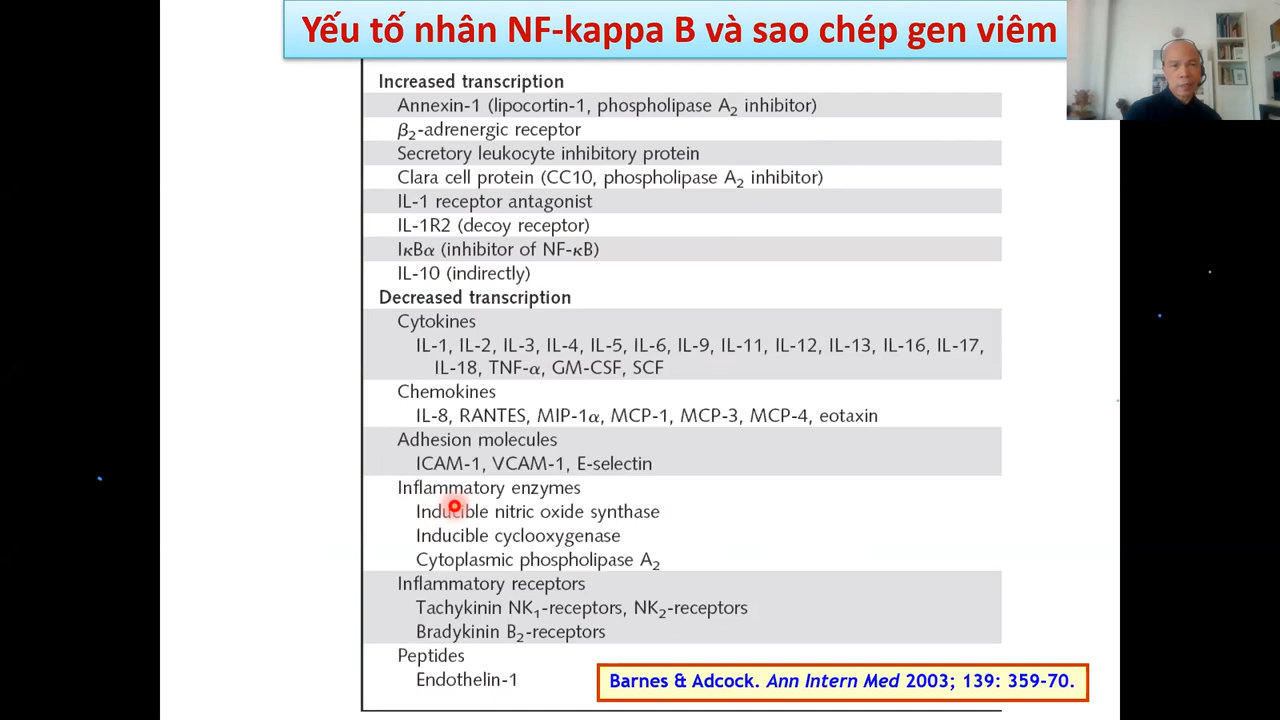 Yếu tố nhân NF-kappa B và sao chép gen viêm
Increased transcription
Annexin-1 (lipocortin-1, phospholipase A₂ inhibitor)
β₂-adrenergic receptor
Secretory leukocyte inhibitory protein
Clara cell protein (CC10, phospholipase A₂ inhibitor)
IL-1 receptor antagonist
IL-1R2 (decoy receptor)
IκBα (inhibitor of NF-κB)
IL-10 (indirectly)
Decreased transcription
Cytokines
IL-1, IL-2, IL-3, IL-4, IL-5, IL-6, IL-9, IL-11, IL-12, IL-13, IL-16, IL-17,
IL-18, TNF-α, GM-CSF, SCF
Chemokines
IL-8, RANTES, MIP-1α, MCP-1, MCP-3, MCP-4, eotaxin
Adhesion molecules
ICAM-1, VCAM-1, E-selectin
Inflammatory enzymes
Inducible nitric oxide synthase
Inducible cyclooxygenase
Cytoplasmic phospholipase A₂
Inflammatory receptors
Tachykinin NK₁-receptors, NK₂-receptors
Bradykinin B₂-receptors
Peptides
Endothelin-1
Barnes & Adcock. Ann Intern Med 2003; 139: 359-70.